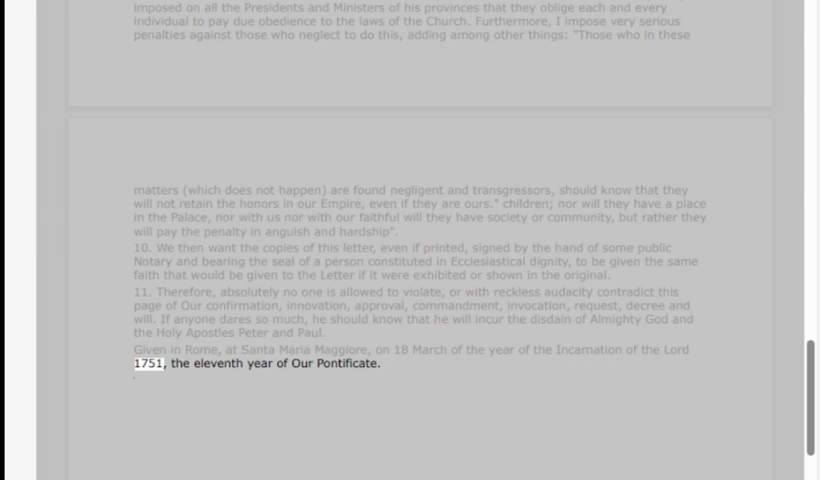 imposed on all the Presidents and Ministers of his provinces that they oblige each and every
individual to pay due obedience to the laws of the Church. Furthermore, I impose very serious
penalties against those who neglect to do this, adding among other things: "Those who in these
matters (which does not happen) are found negligent and transgressors, should know that they
will not retain the honors in our Empire, even if they are ours." children; nor will they have a place
in the Palace, nor with us nor with our faithful will they have society or community, but rather they
will pay the penalty in anguish and hardship".
10. We then want the copies of this letter, even if printed, signed by the hand of some public
Notary and bearing the seal of a person constituted in Ecclesiastical dignity, to be given the same
faith that would be given to the Letter if it were exhibited or shown in the original.
11. Therefore, absolutely no one is allowed to violate, or with reckless audacity contradict this
page of Our confirmation, innovation, approval, commandment, invocation, request, decree and
will. If anyone dares so much, he should know that he will incur the disdain of Almighty God and
the Holy Apostles Peter and Paul.
Given in Rome, at Santa Maria Maggiore, on 18 March of the year of the Incarnation of the Lord
1751, the eleventh year of Our Pontificate.